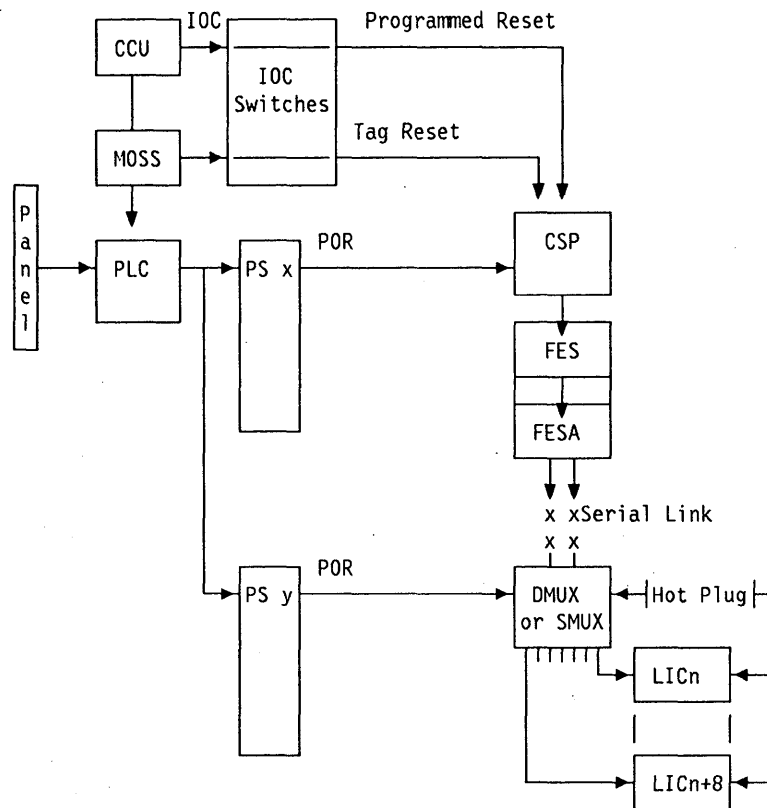 IOC
Programmed Reset
CCU
IOC
Switches
Tag Reset
MOSS
Panel
PLC
PS x
POR
CSP
FES
FESA
x xSerial Link
x x
PS y
POR
DMUX
or SMUX
Hot Plug
LICn
LICn+8